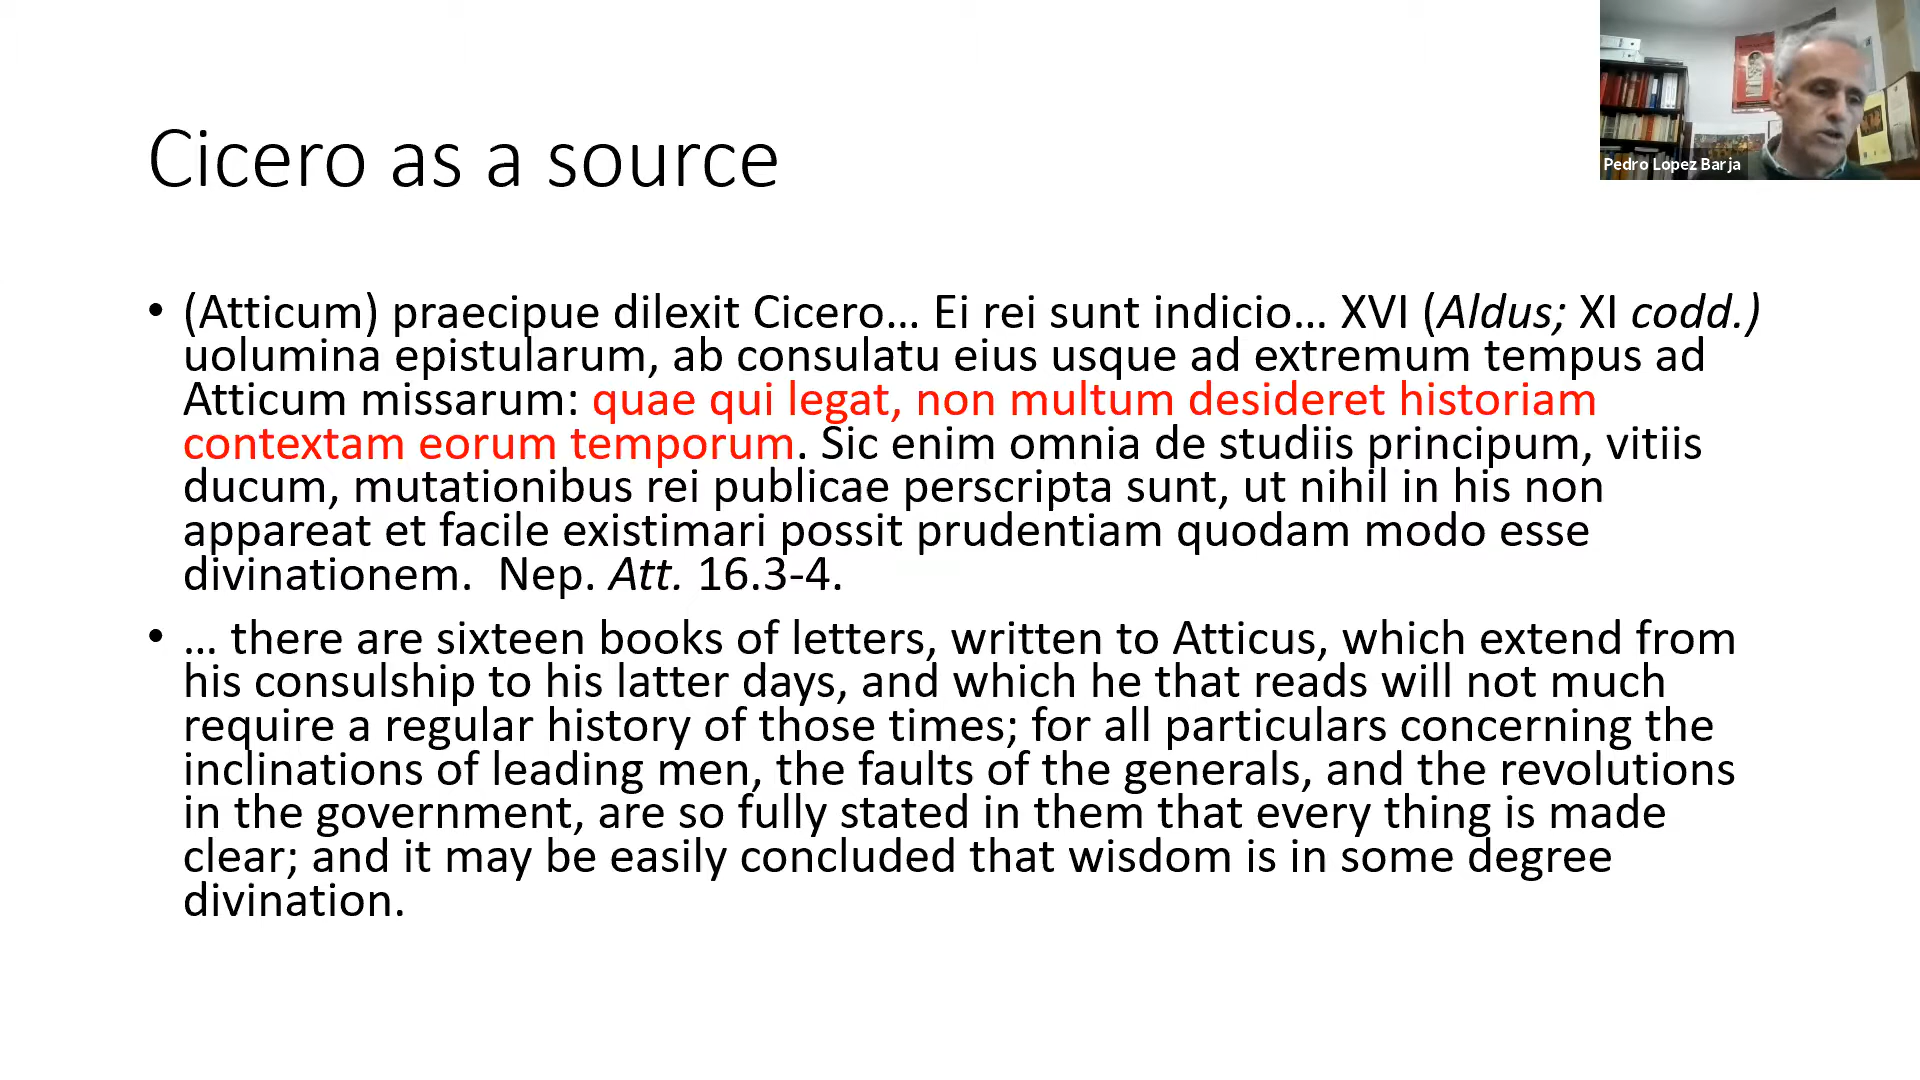 Pedro Lopez Barja
Cicero as a source
• (Atticum) praecipue dilexit Cicero… Ei rei sunt indicio… XVI (Aldus; XI codd.)
uolumina epistularum, ab consulatu eius usque ad extremum tempus ad
Atticum missarum: quae qui legat, non multum desideret historiam
contextam eorum temporum. Sic enim omnia de studiis principum, vitiis
ducum, mutationibus rei publicae perscripta sunt, ut nihil in his non
appareat et facile existimari possit prudentiam quodam modo esse
divinationem. Nep. Att. 16.3-4.
• … there are sixteen books of letters, written to Atticus, which extend from
his consulship to his latter days, and which he that reads will not much
require a regular history of those times; for all particulars concerning the
inclinations of leading men, the faults of the generals, and the revolutions
in the government, are so fully stated in them that every thing is made
clear; and it may be easily concluded that wisdom is in some degree
divination.